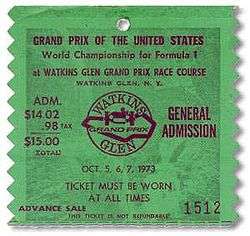 GRAND PRIX OF THE UNITED STATES
World Championship for Formula 1
at WATKINS GLEN GRAND PRIX RACE COURSE
WATKINS GLEN, N. Y.
ADM.
$14.02
.98 TAX
$15.00
TOTAL
WATKINS
GRAND PRIX
GLEN
GENERAL
ADMISSION
OCT. 5, 6, 7, 1973
TICKET MUST BE WORN
AT ALL TIMES
ADVANCE SALE
1512
THIS TICKET IS NOT REFUNDABLE